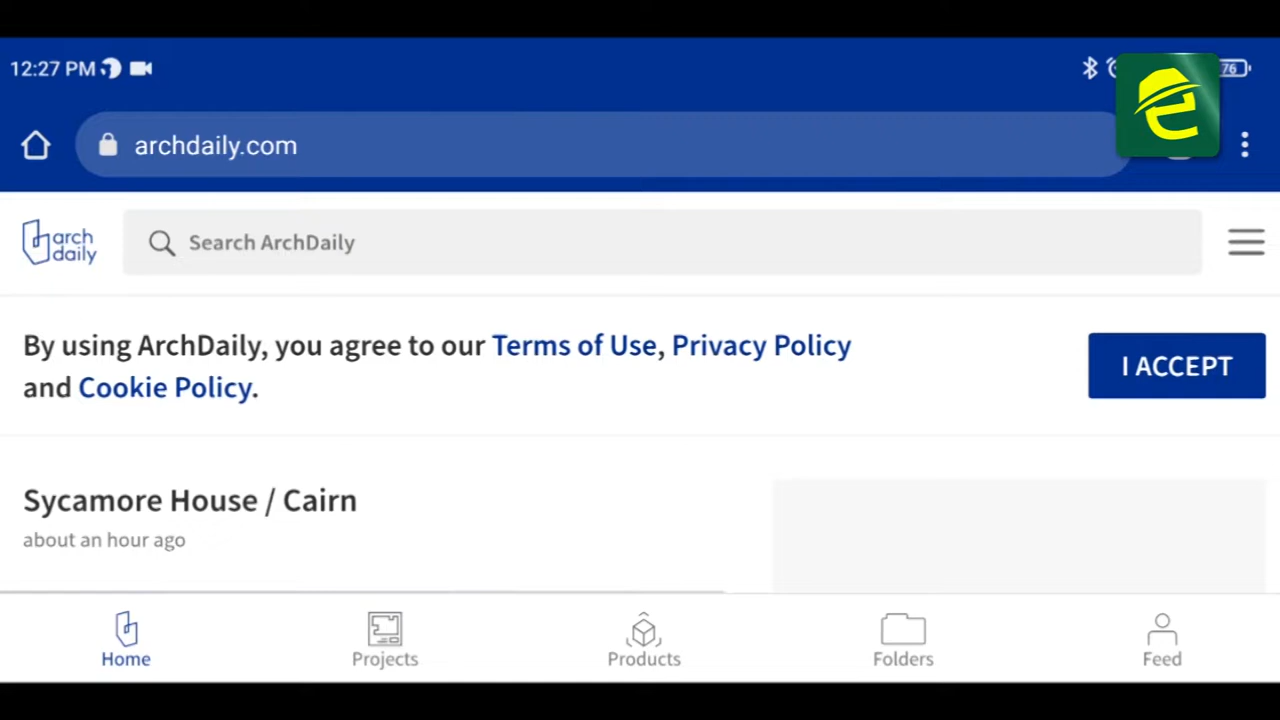 12:27 PM
76
archdaily.com
arch
daily
Search ArchDaily
By using ArchDaily, you agree to our Terms of Use, Privacy Policy
and Cookie Policy.
I ACCEPT
Sycamore House / Cairn
about an hour ago
Home
Projects
Products
Folders
Feed